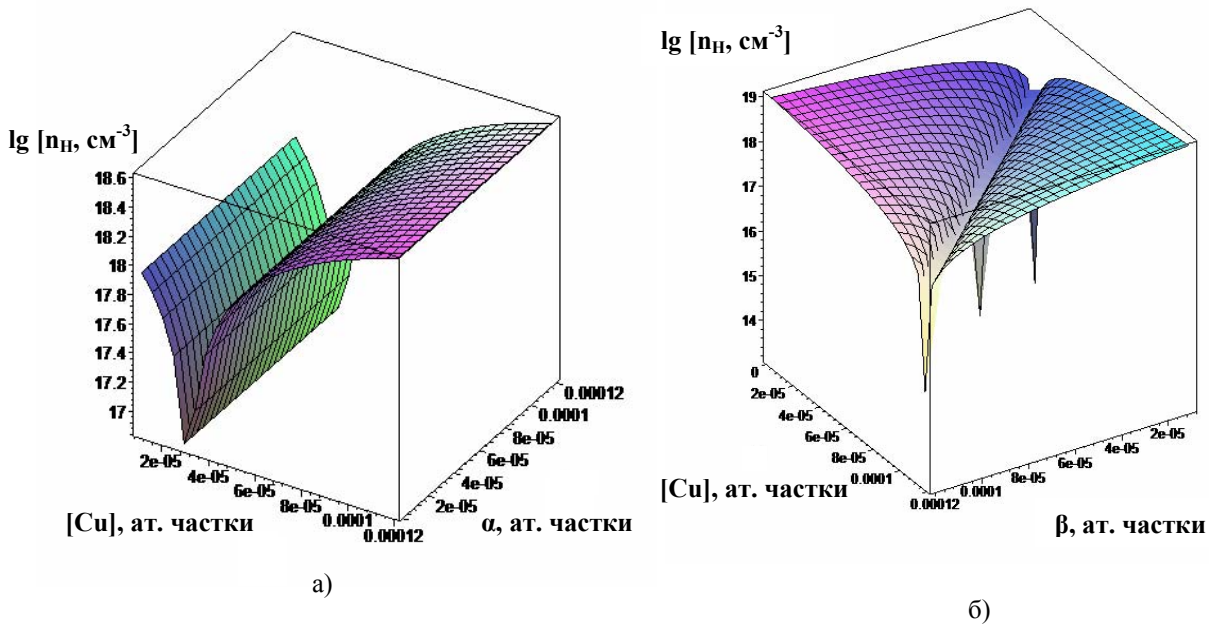 lg [n_H, см⁻³]
18.6
18.4
18.2
18
17.8
17.6
17.4
17.2
17
2e-05
4e-05
6e-05
8e-05
0.0001
0.00012
[Cu], ат. частки
2e-05
4e-05
6e-05
8e-05
0.0001
0.00012
α, ат. частки
а)
lg [n_H, см⁻³]
19
18
17
16
15
14
0
2e-05
4e-05
6e-05
8e-05
0.0001
0.00012
[Cu], ат. частки
0.0001
8e-05
6e-05
4e-05
2e-05
β, ат. частки
б)